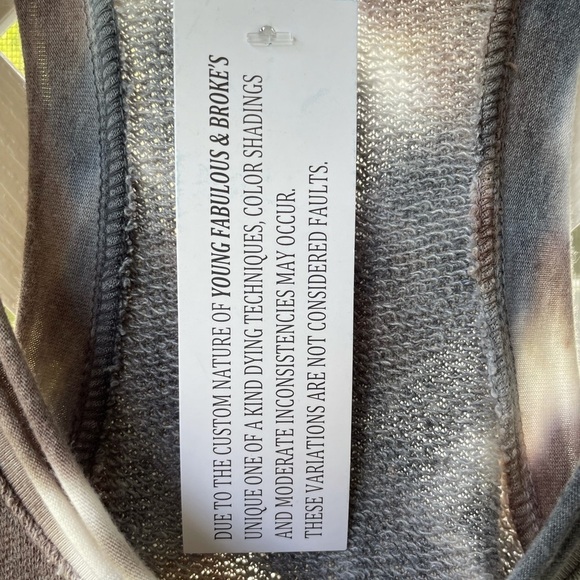 DUE TO THE CUSTOM NATURE OF YOUNG FABULOUS & BROKE'S
UNIQUE ONE OF A KIND DYING TECHNIQUES, COLOR SHADINGS
AND MODERATE INCONSISTENCIES MAY OCCUR.
THESE VARIATIONS ARE NOT CONSIDERED FAULTS.